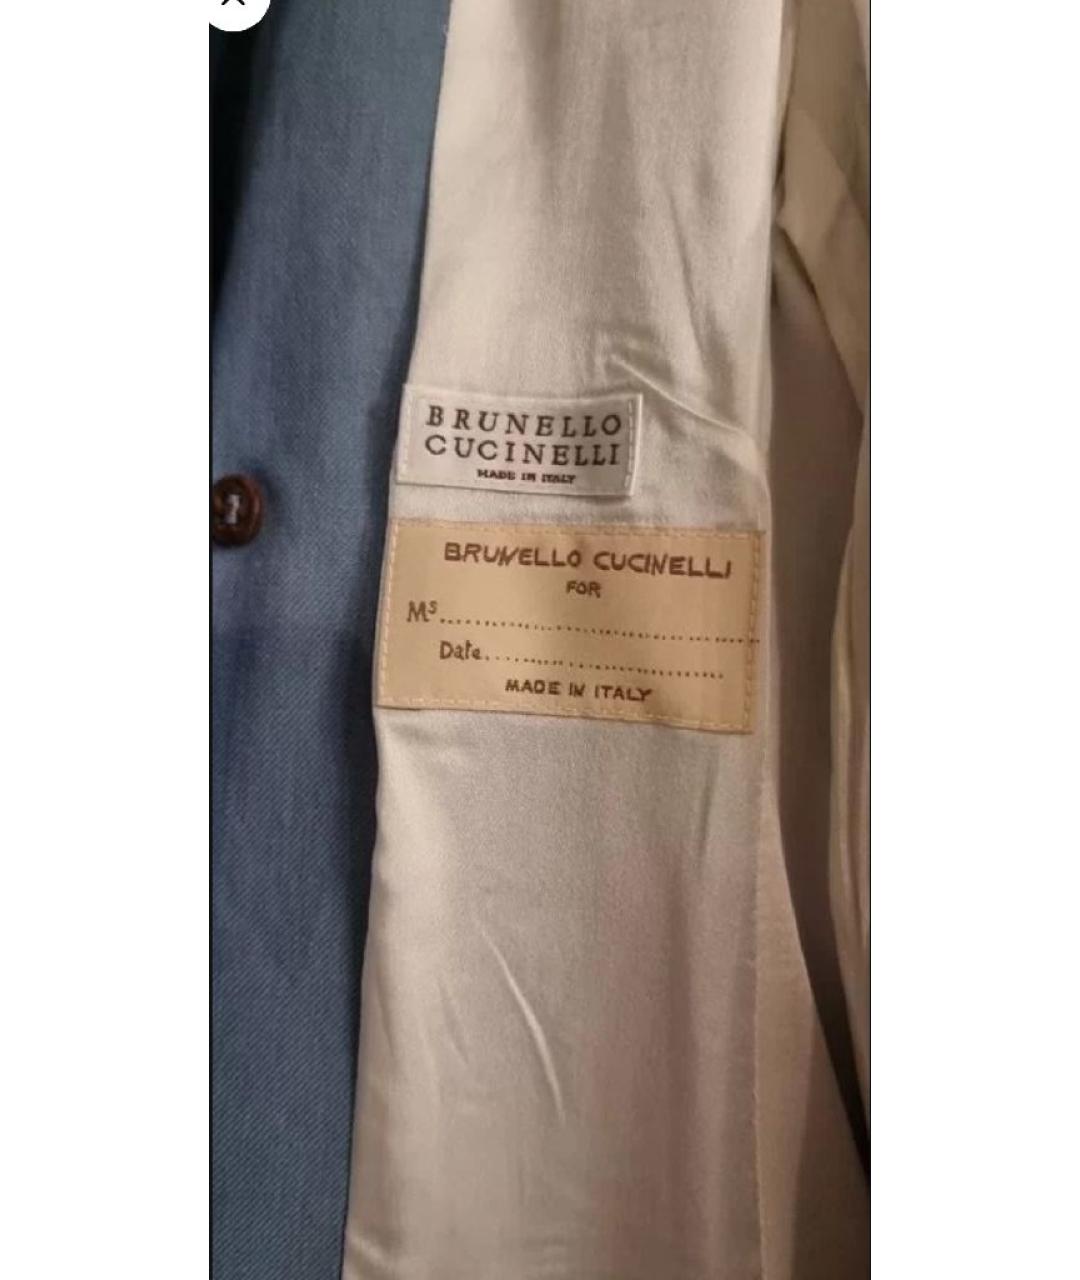 BRUNELLO
CUCINELLI
MADE IN ITALY
BRUNELLO CUCINELLI
FOR
Ms..............................
Date..............................
MADE IN ITALY